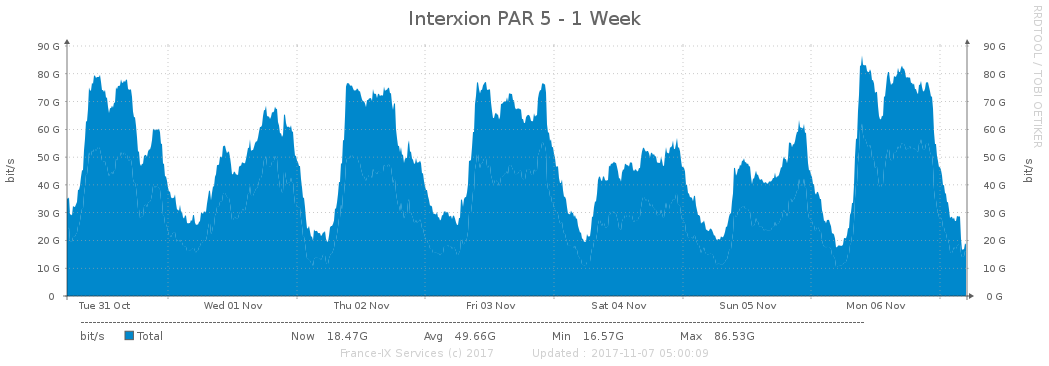 Interxion PAR 5 - 1 Week
RRDTOOL / TOBI OETIKER
bit/s
90 G 90 G
80 G 80 G
70 G 70 G
60 G 60 G
50 G 50 G
40 G 40 G
30 G 30 G
20 G 20 G
10 G 10 G
0 0 G
bit/s
Tue 31 Oct Wed 01 Nov Thu 02 Nov Fri 03 Nov Sat 04 Nov Sun 05 Nov Mon 06 Nov
bit/s Total Now 18.47G Avg 49.66G Min 16.57G Max 86.53G
France-IX Services (c) 2017 Updated : 2017-11-07 05:00:09